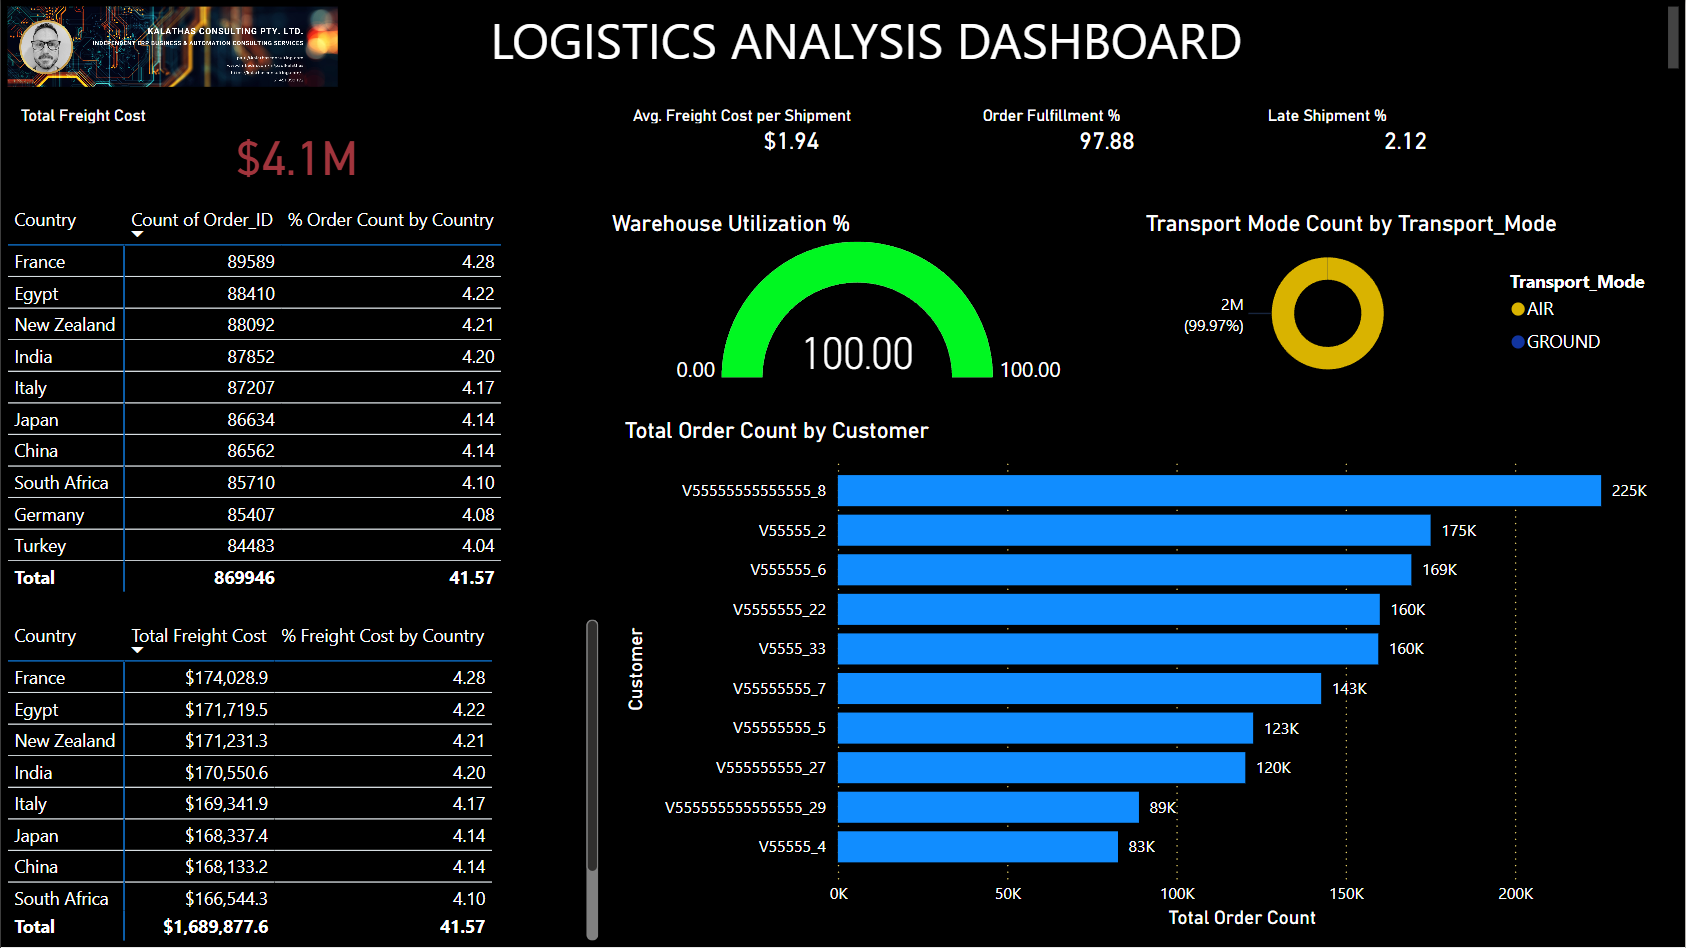 KALATHAS CONSULTING PTY. LTD.
INDEPENDENT ERP BUSINESS & AUTOMATION CONSULTING SERVICES
LOGISTICS ANALYSIS DASHBOARD
Total Freight Cost
$4.1M
Avg. Freight Cost per Shipment
$1.94
Order Fulfillment %
97.88
Late Shipment %
2.12
Country Count of Order_ID % Order Count by Country
France 89589 4.28
Egypt 88410 4.22
New Zealand 88092 4.21
India 87852 4.20
Italy 87207 4.17
Japan 86634 4.14
China 86562 4.14
South Africa 85710 4.10
Germany 85407 4.08
Turkey 84483 4.04
Total 869946 41.57
Country Total Freight Cost % Freight Cost by Country
France $174,028.9 4.28
Egypt $171,719.5 4.22
New Zealand $171,231.3 4.21
India $170,550.6 4.20
Italy $169,341.9 4.17
Japan $168,337.4 4.14
China $168,133.2 4.14
South Africa $166,544.3 4.10
Total $1,689,877.6 41.57
Warehouse Utilization %
0.00 100.00 100.00
Transport Mode Count by Transport_Mode
2M
(99.97%)
Transport_Mode
AIR
GROUND
Total Order Count by Customer
Customer
V55555555555555_8 225K
V55555_2 175K
V555555_6 169K
V5555555_22 160K
V5555_33 160K
V55555555_7 143K
V55555555_5 123K
V555555555_27 120K
V555555555555555_29 89K
V55555_4 83K
0K 50K 100K 150K 200K
Total Order Count